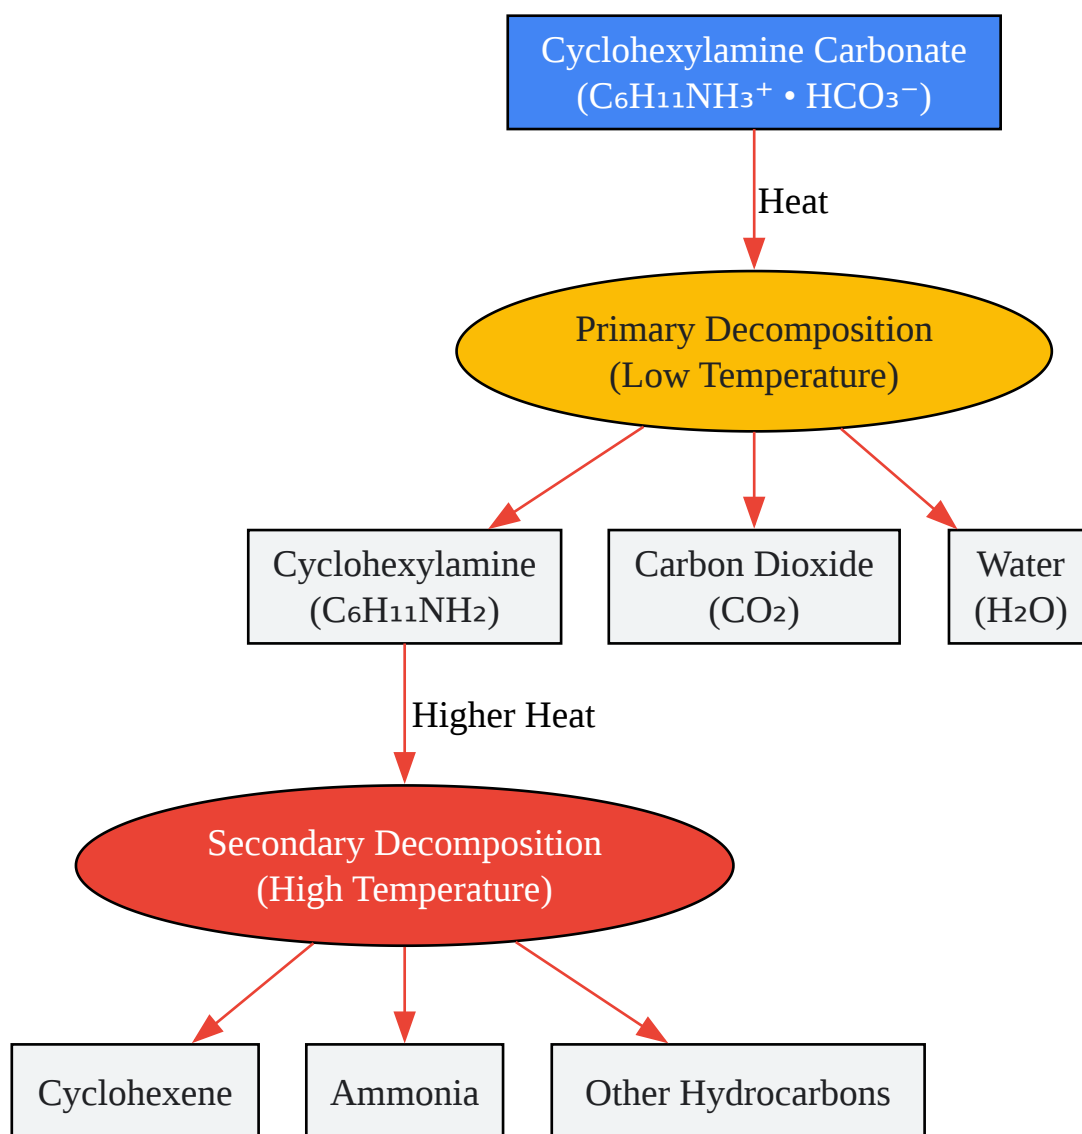 Cyclohexylamine Carbonate
(C₆H₁₁NH₃⁺ • HCO₃⁻)
Heat
Primary Decomposition
(Low Temperature)
Cyclohexylamine
(C₆H₁₁NH₂)
Carbon Dioxide
(CO₂)
Water
(H₂O)
Higher Heat
Secondary Decomposition
(High Temperature)
Cyclohexene
Ammonia
Other Hydrocarbons